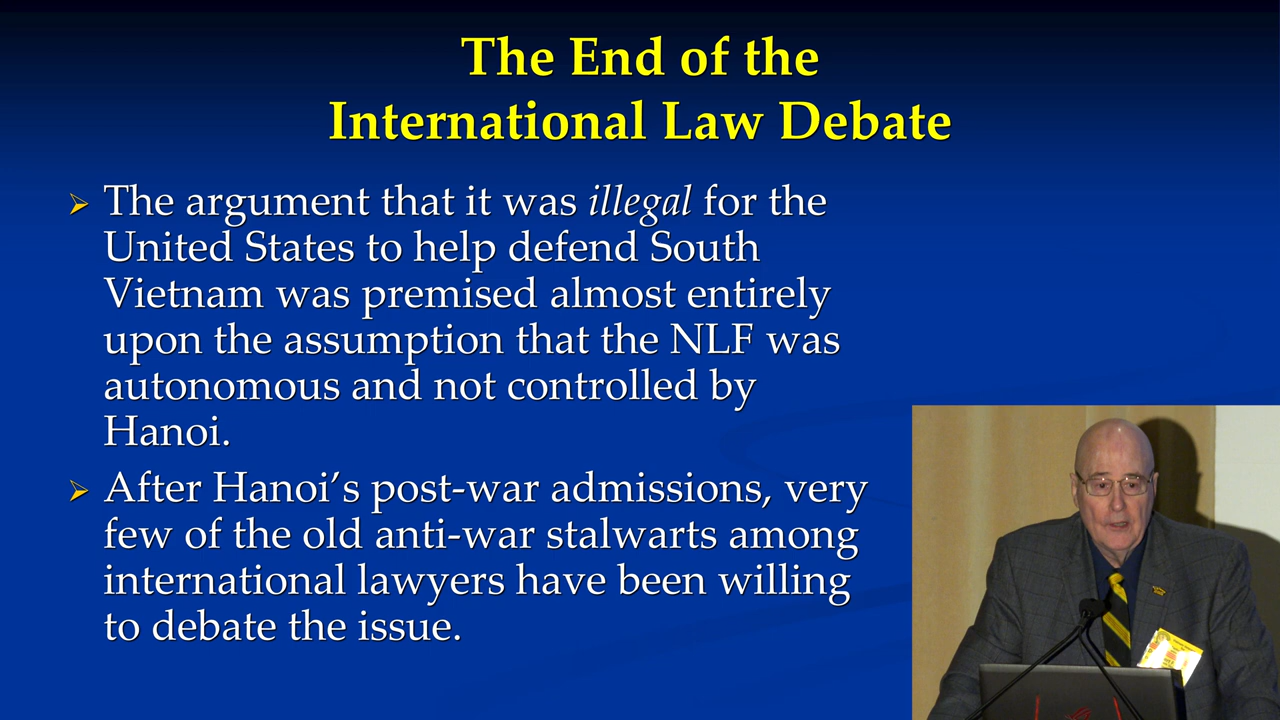 The End of the
International Law Debate
The argument that it was illegal for the
United States to help defend South
Vietnam was premised almost entirely
upon the assumption that the NLF was
autonomous and not controlled by
Hanoi.
After Hanoi’s post-war admissions, very
few of the old anti-war stalwarts among
international lawyers have been willing
to debate the issue.